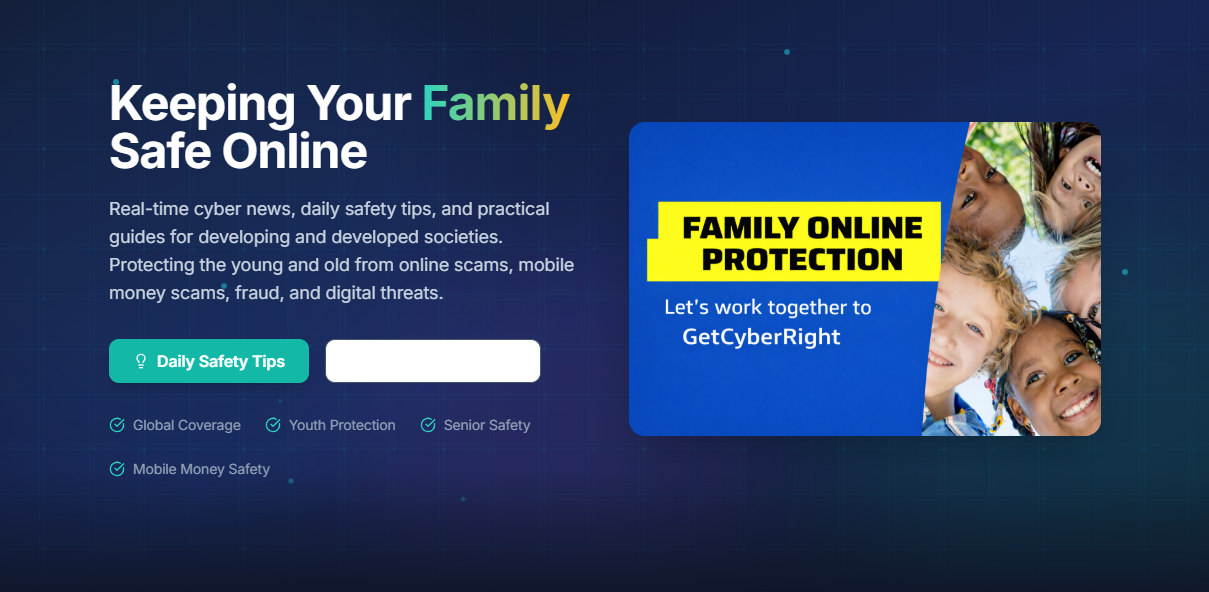 Keeping Your Family
Safe Online
Real-time cyber news, daily safety tips, and practical
guides for developing and developed societies.
Protecting the young and old from online scams, mobile
money scams, fraud, and digital threats.
Daily Safety Tips
Global Coverage
Youth Protection
Senior Safety
Mobile Money Safety
FAMILY ONLINE
PROTECTION
Let's work together to
GetCyberRight